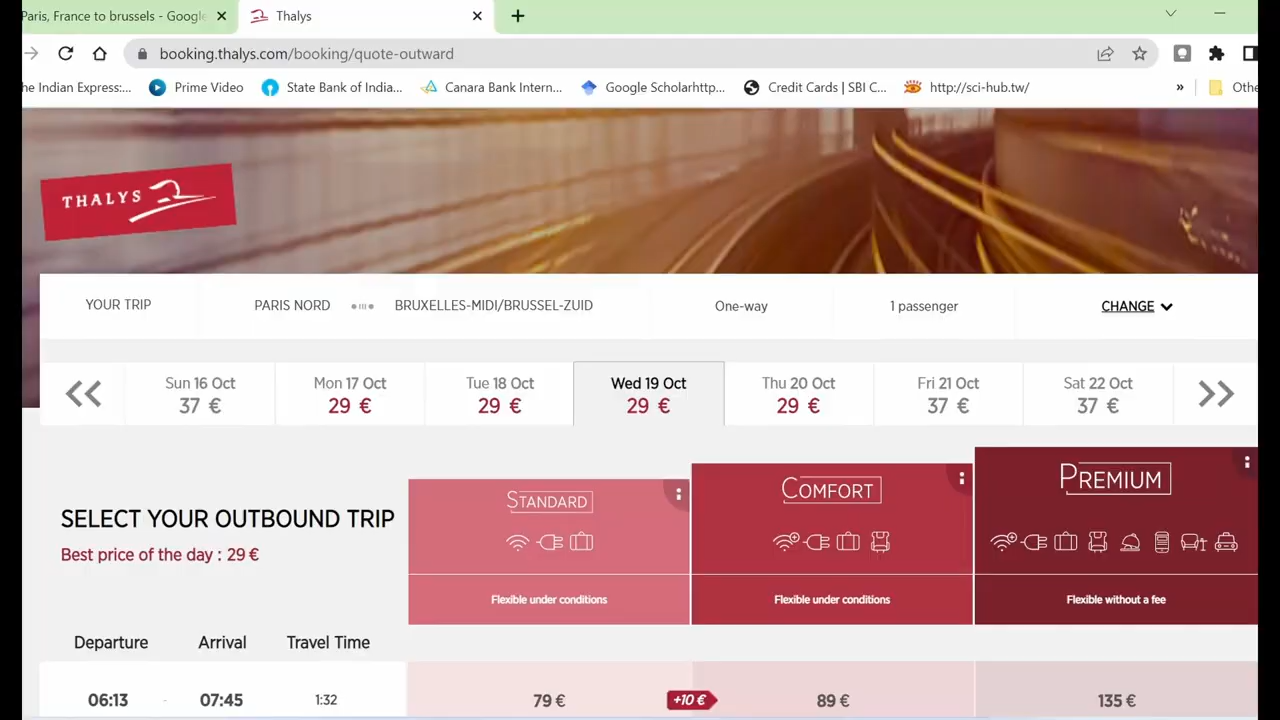 Paris, France to brussels - Google
Thalys
booking.thalys.com/booking/quote-outward
he Indian Express:...
Prime Video
State Bank of India...
Canara Bank Intern...
Google Scholarhttp...
Credit Cards | SBI C...
http://sci-hub.tw/
»
Othe
THALYS
YOUR TRIP
PARIS NORD
BRUXELLES-MIDI/BRUSSEL-ZUID
One-way
1 passenger
CHANGE
Sun 16 Oct
37 €
Mon 17 Oct
29 €
Tue 18 Oct
29 €
Wed 19 Oct
29 €
Thu 20 Oct
29 €
Fri 21 Oct
37 €
Sat 22 Oct
37 €
SELECT YOUR OUTBOUND TRIP
Best price of the day : 29 €
STANDARD
Flexible under conditions
COMFORT
Flexible under conditions
PREMIUM
Flexible without a fee
Departure Arrival Travel Time
06:13 - 07:45 1:32 79 € +10 € 89 € 135 €